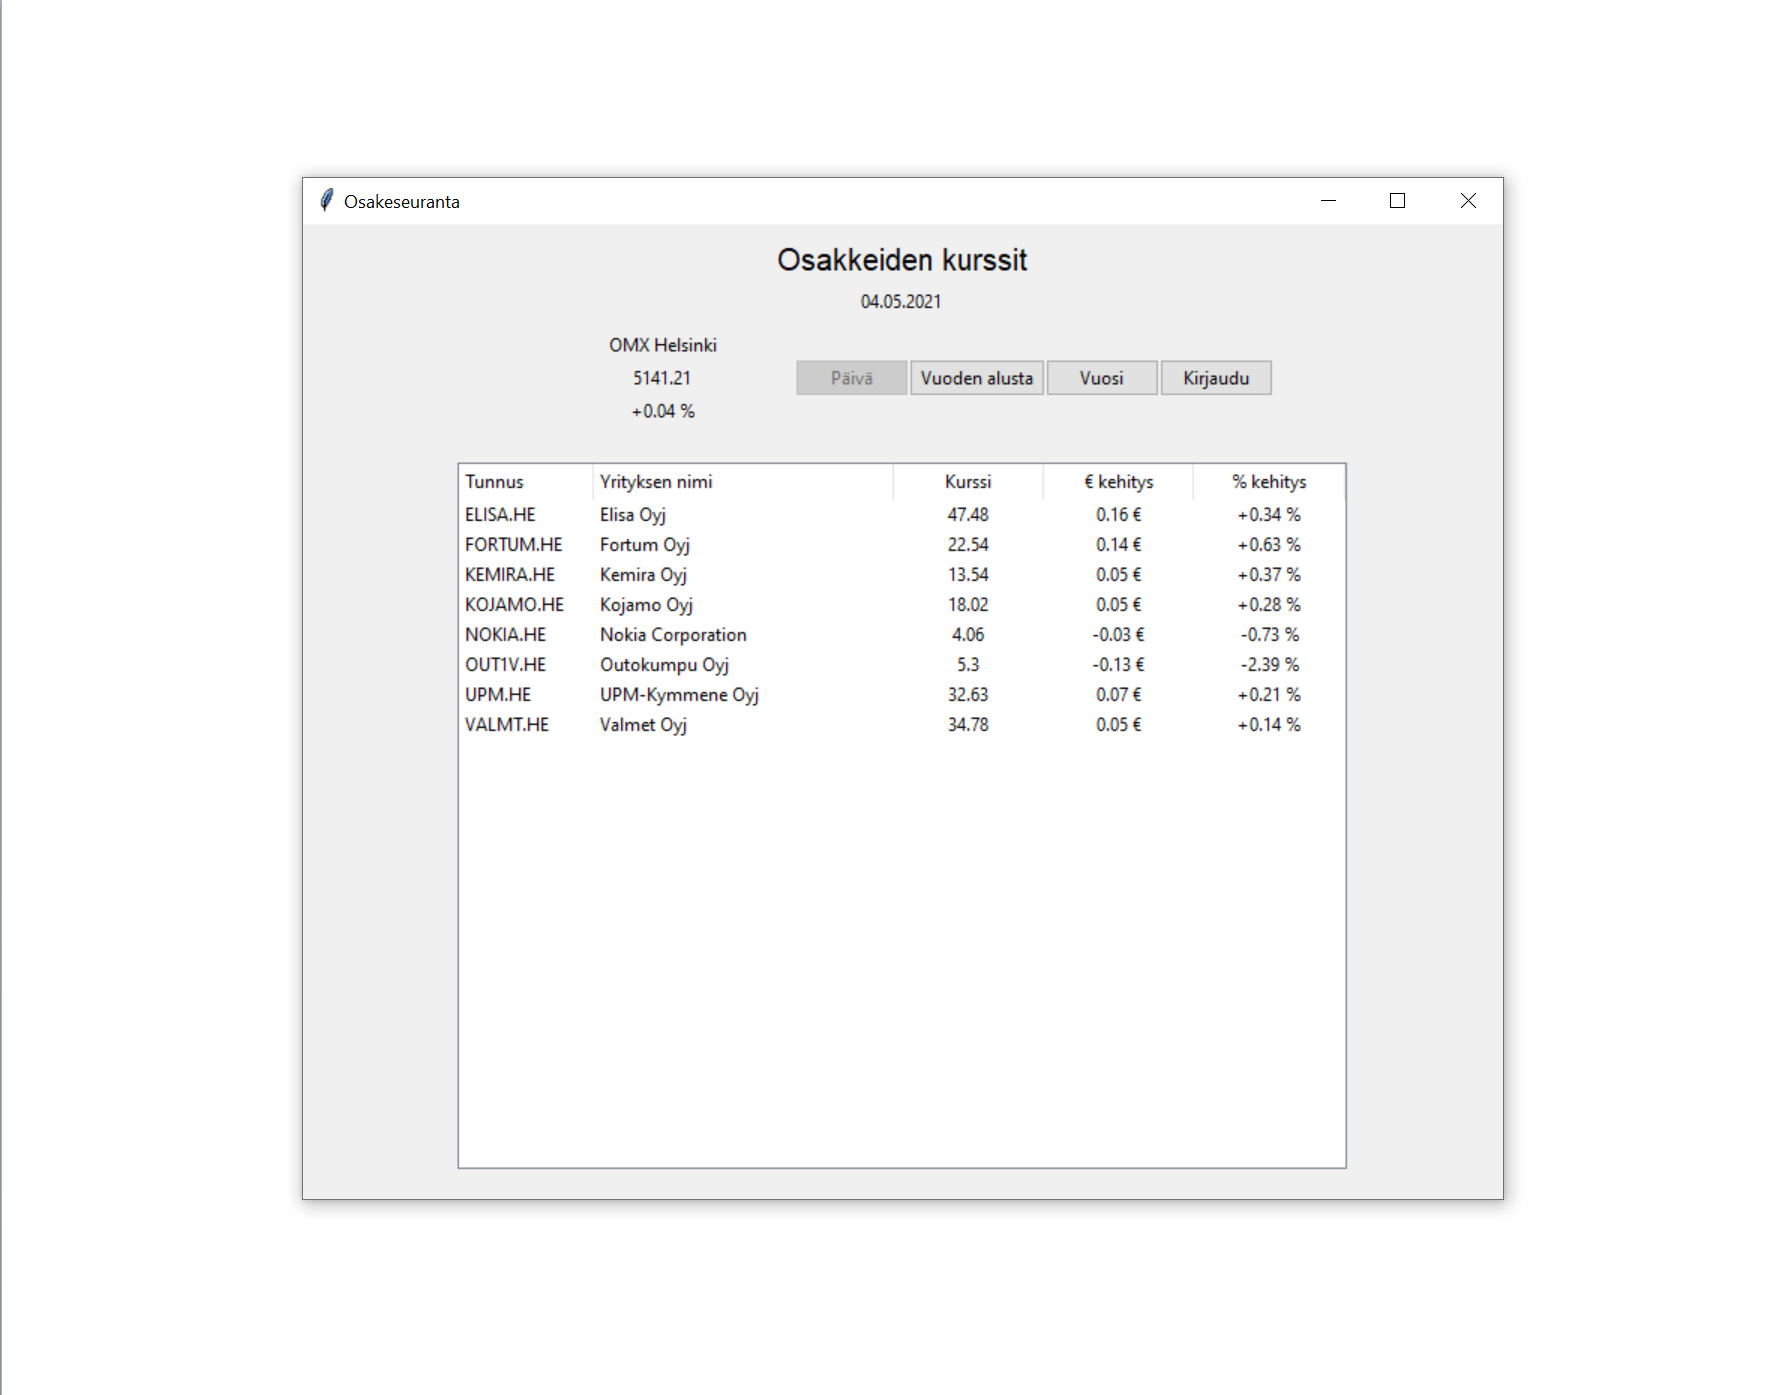 Osakeseuranta
Osakkeiden kurssit
04.05.2021
OMX Helsinki
5141.21
+0.04 %
Päivä Vuoden alusta Vuosi Kirjaudu
Tunnus Yrityksen nimi Kurssi € kehitys % kehitys
ELISA.HE Elisa Oyj 47.48 0.16 € +0.34 %
FORTUM.HE Fortum Oyj 22.54 0.14 € +0.63 %
KEMIRA.HE Kemira Oyj 13.54 0.05 € +0.37 %
KOJAMO.HE Kojamo Oyj 18.02 0.05 € +0.28 %
NOKIA.HE Nokia Corporation 4.06 -0.03 € -0.73 %
OUT1V.HE Outokumpu Oyj 5.3 -0.13 € -2.39 %
UPM.HE UPM-Kymmene Oyj 32.63 0.07 € +0.21 %
VALMT.HE Valmet Oyj 34.78 0.05 € +0.14 %